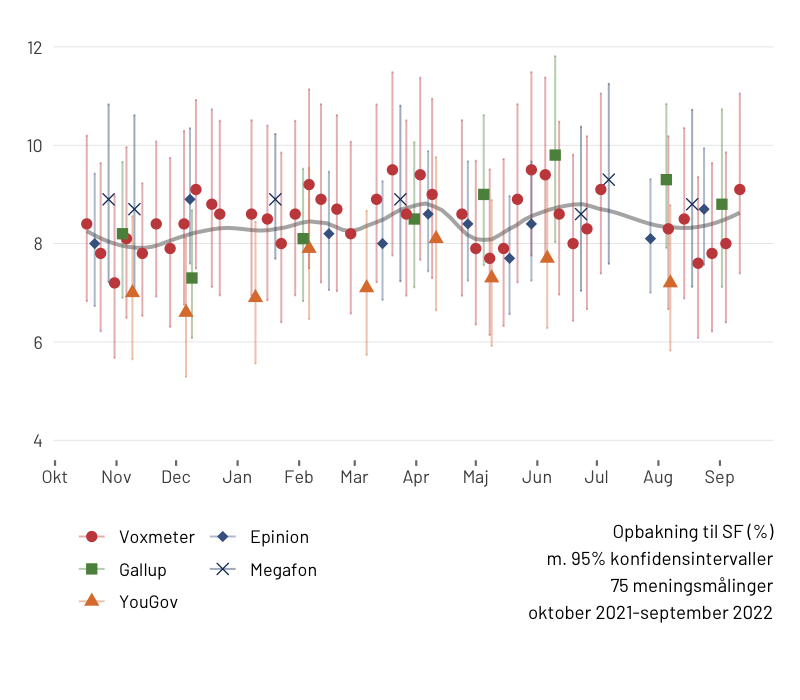 12
10
8
6
4
Okt Nov Dec Jan Feb Mar Apr Maj Jun Jul Aug Sep
Voxmeter Epinion
Gallup Megafon
YouGov
Opbakning til SF (%)
m. 95% konfidensintervaller
75 meningsmålinger
oktober 2021-september 2022